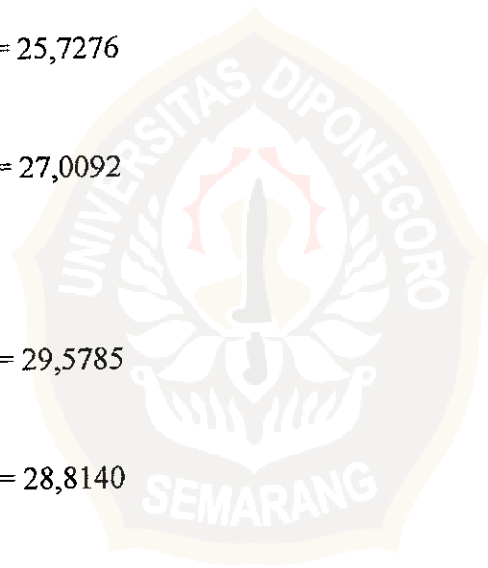 = 25,7276
= 27,0092
= 29,5785
= 28,8140
UNIVERSITAS DIPONEGORO
SEMARANG